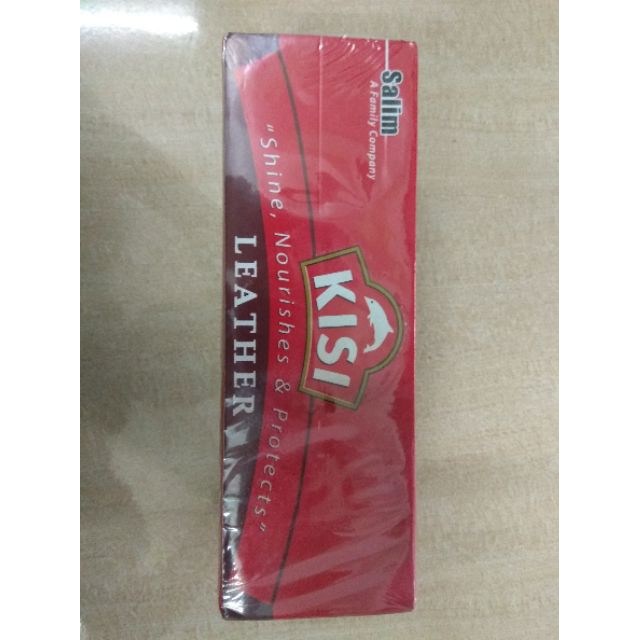 Salim
A Family Company
KISI
"Shine, Nourishes & Protects"
LEATHER